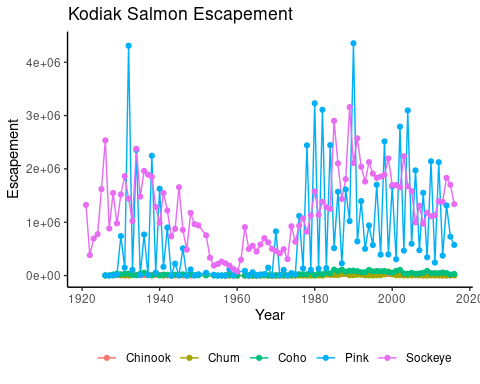 Kodiak Salmon Escapement
4e+06
3e+06
2e+06
1e+06
0e+00
Escapement
1920 1940 1960 1980 2000 2020
Year
Chinook Chum Coho Pink Sockeye